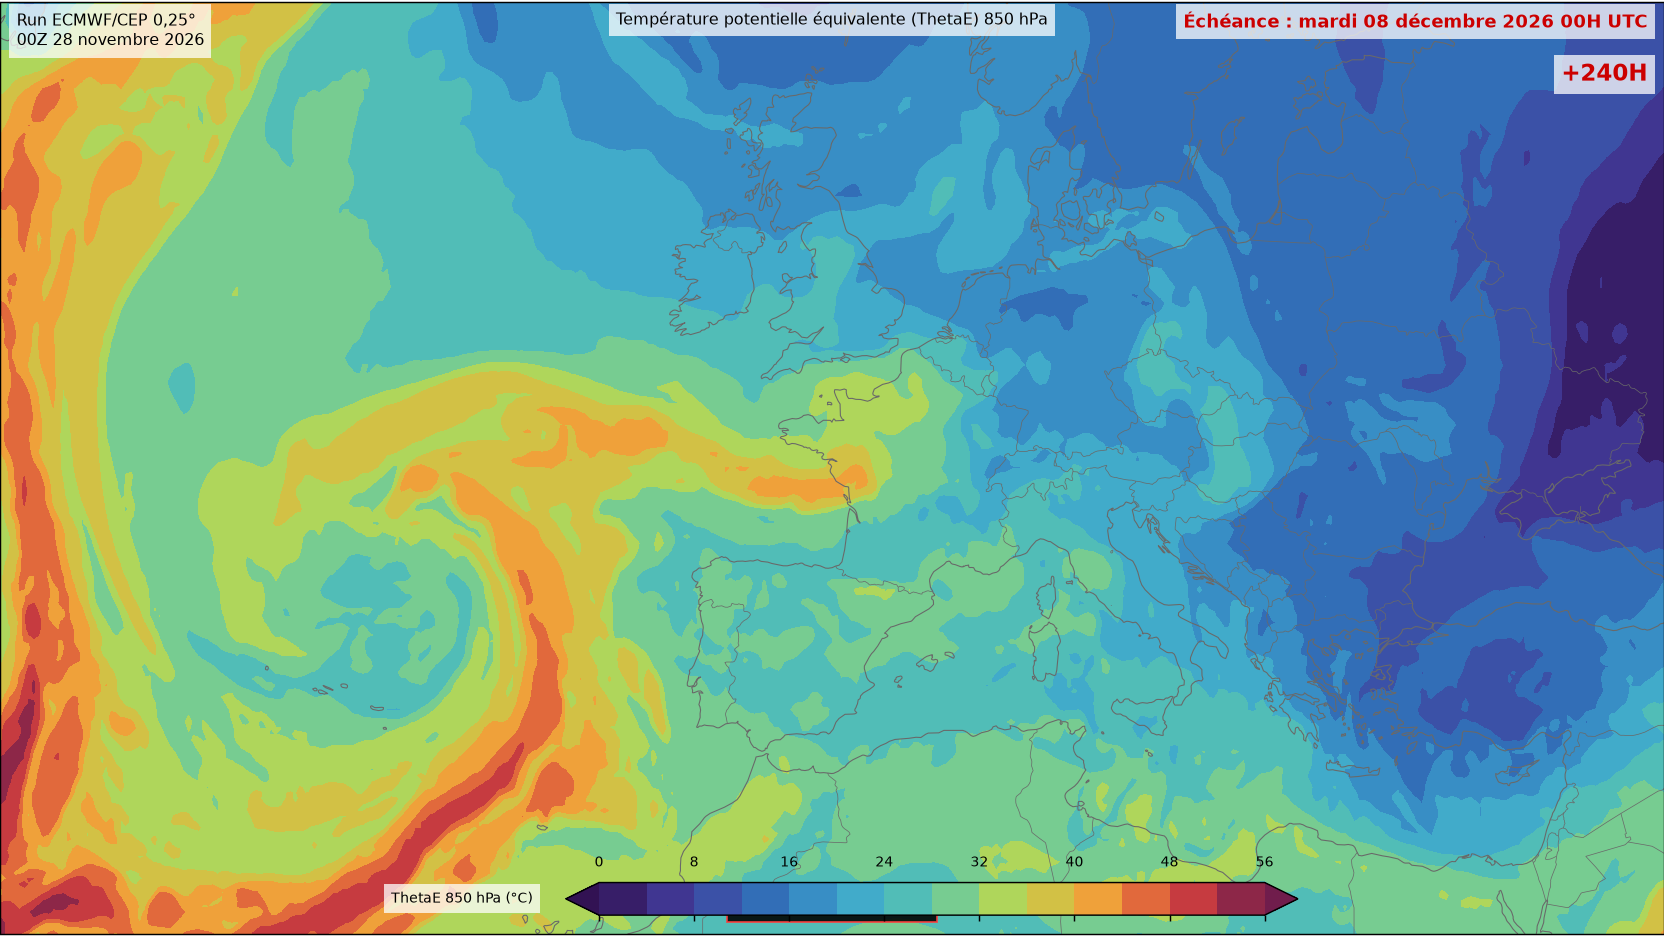 Run ECMWF/CEP 0,25°
00Z 28 novembre 2026
Température potentielle équivalente (ThetaE) 850 hPa
Échéance : mardi 08 décembre 2026 00H UTC
+240H
0 8 16 24 32 40 48 56
ThetaE 850 hPa (°C)